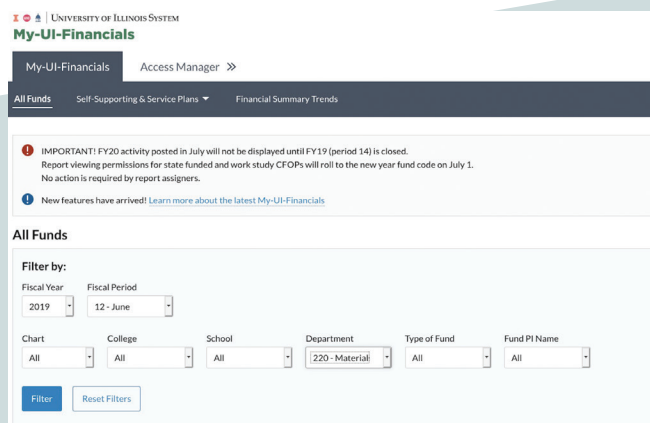 UNIVERSITY OF ILLINOIS SYSTEM
My-UI-Financials
My-UI-Financials Access Manager »
All Funds Self-Supporting & Service Plans Financial Summary Trends
IMPORTANT! FY20 activity posted in July will not be displayed until FY19 (period 14) is closed.
Report viewing permissions for state funded and work study CFOPs will roll to the new year fund code on July 1.
No action is required by report assigners.
New features have arrived! Learn more about the latest My-UI-Financials
All Funds
Filter by:
Fiscal Year Fiscal Period
2019 12 - June
Chart College School Department Type of Fund Fund PI Name
All All All 220 - Material All All
Filter Reset Filters